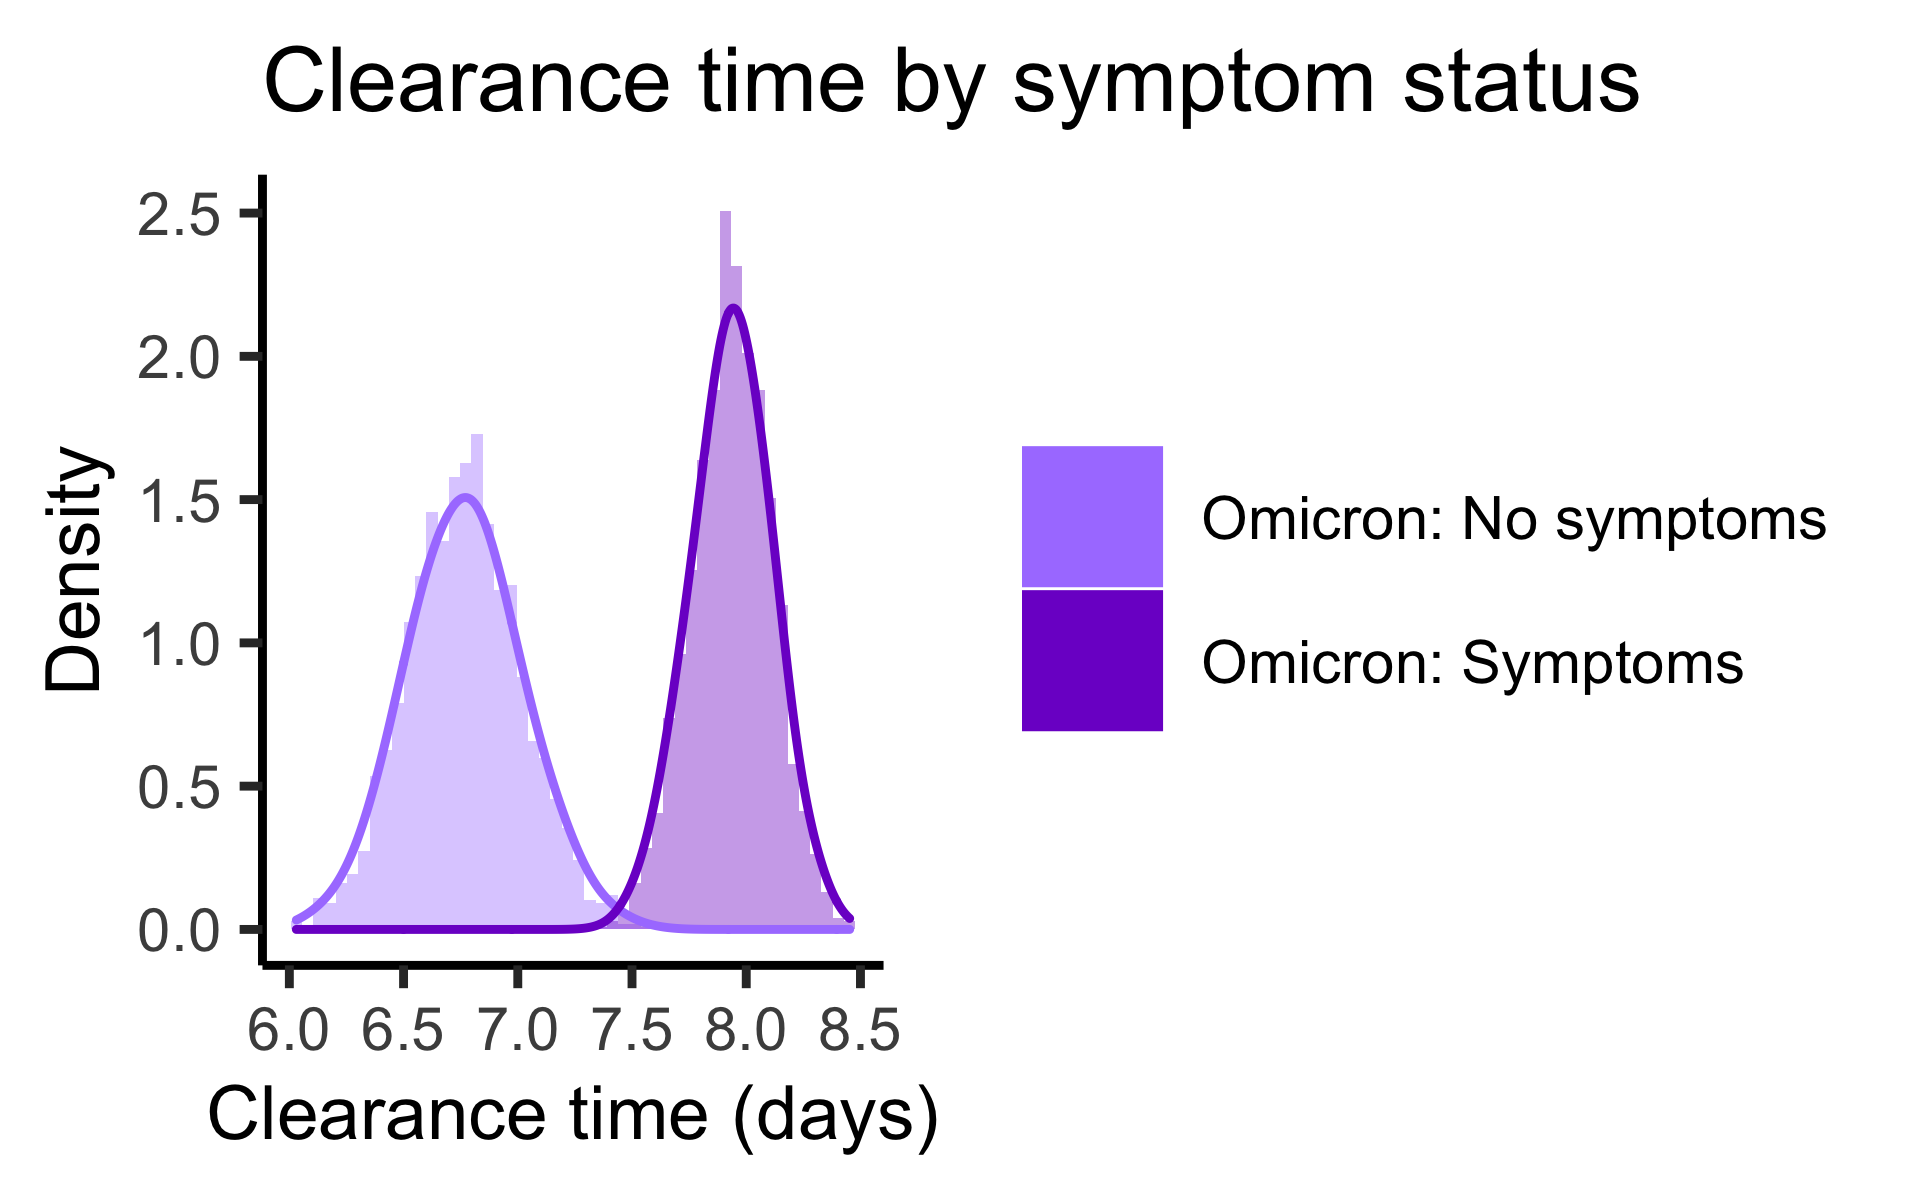 Clearance time by symptom status
2.5
2.0
1.5
1.0
0.5
0.0
Density
6.0 6.5 7.0 7.5 8.0 8.5
Clearance time (days)
Omicron: No symptoms
Omicron: Symptoms